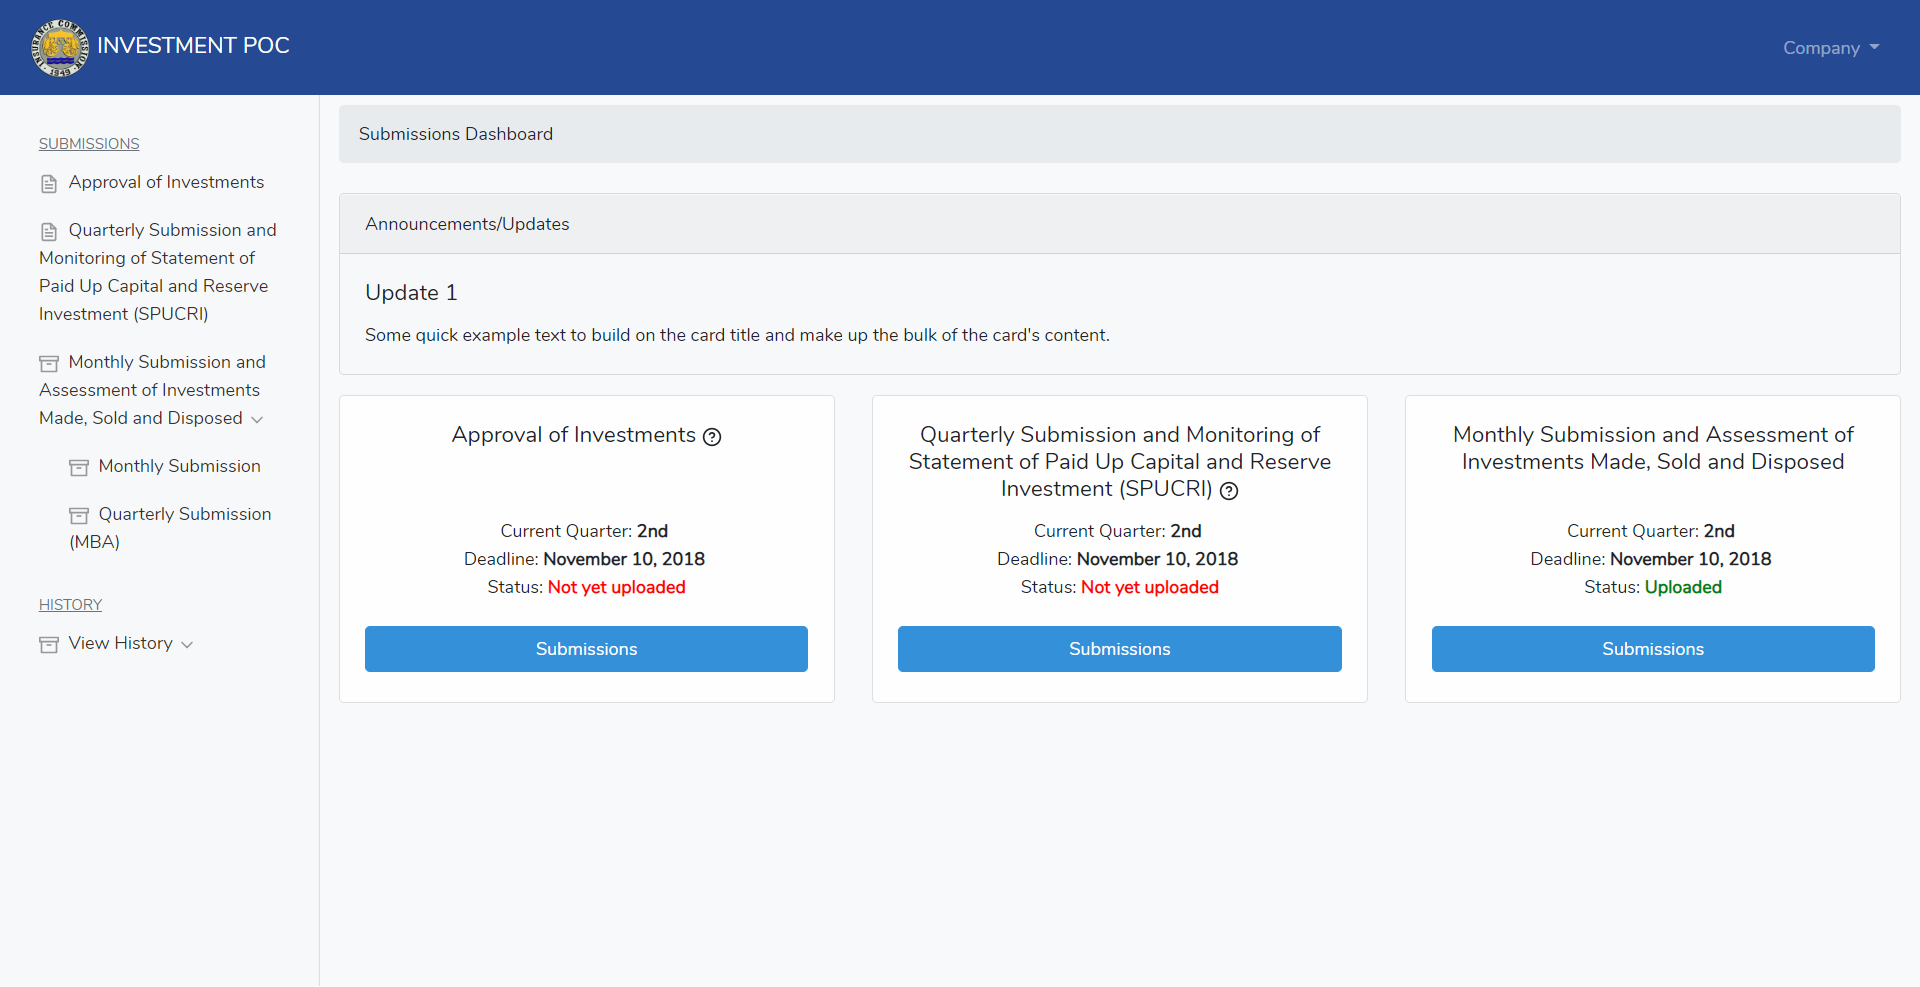 INSURANCE COMMISSION
1949
INVESTMENT POC
Company
SUBMISSIONS
Approval of Investments
Quarterly Submission and
Monitoring of Statement of
Paid Up Capital and Reserve
Investment (SPUCRI)
Monthly Submission and
Assessment of Investments
Made, Sold and Disposed
Monthly Submission
Quarterly Submission
(MBA)
HISTORY
View History
Submissions Dashboard
Announcements/Updates
Update 1
Some quick example text to build on the card title and make up the bulk of the card's content.
Approval of Investments
Current Quarter: 2nd
Deadline: November 10, 2018
Status: Not yet uploaded
Submissions
Quarterly Submission and Monitoring of
Statement of Paid Up Capital and Reserve
Investment (SPUCRI)
Current Quarter: 2nd
Deadline: November 10, 2018
Status: Not yet uploaded
Submissions
Monthly Submission and Assessment of
Investments Made, Sold and Disposed
Current Quarter: 2nd
Deadline: November 10, 2018
Status: Uploaded
Submissions